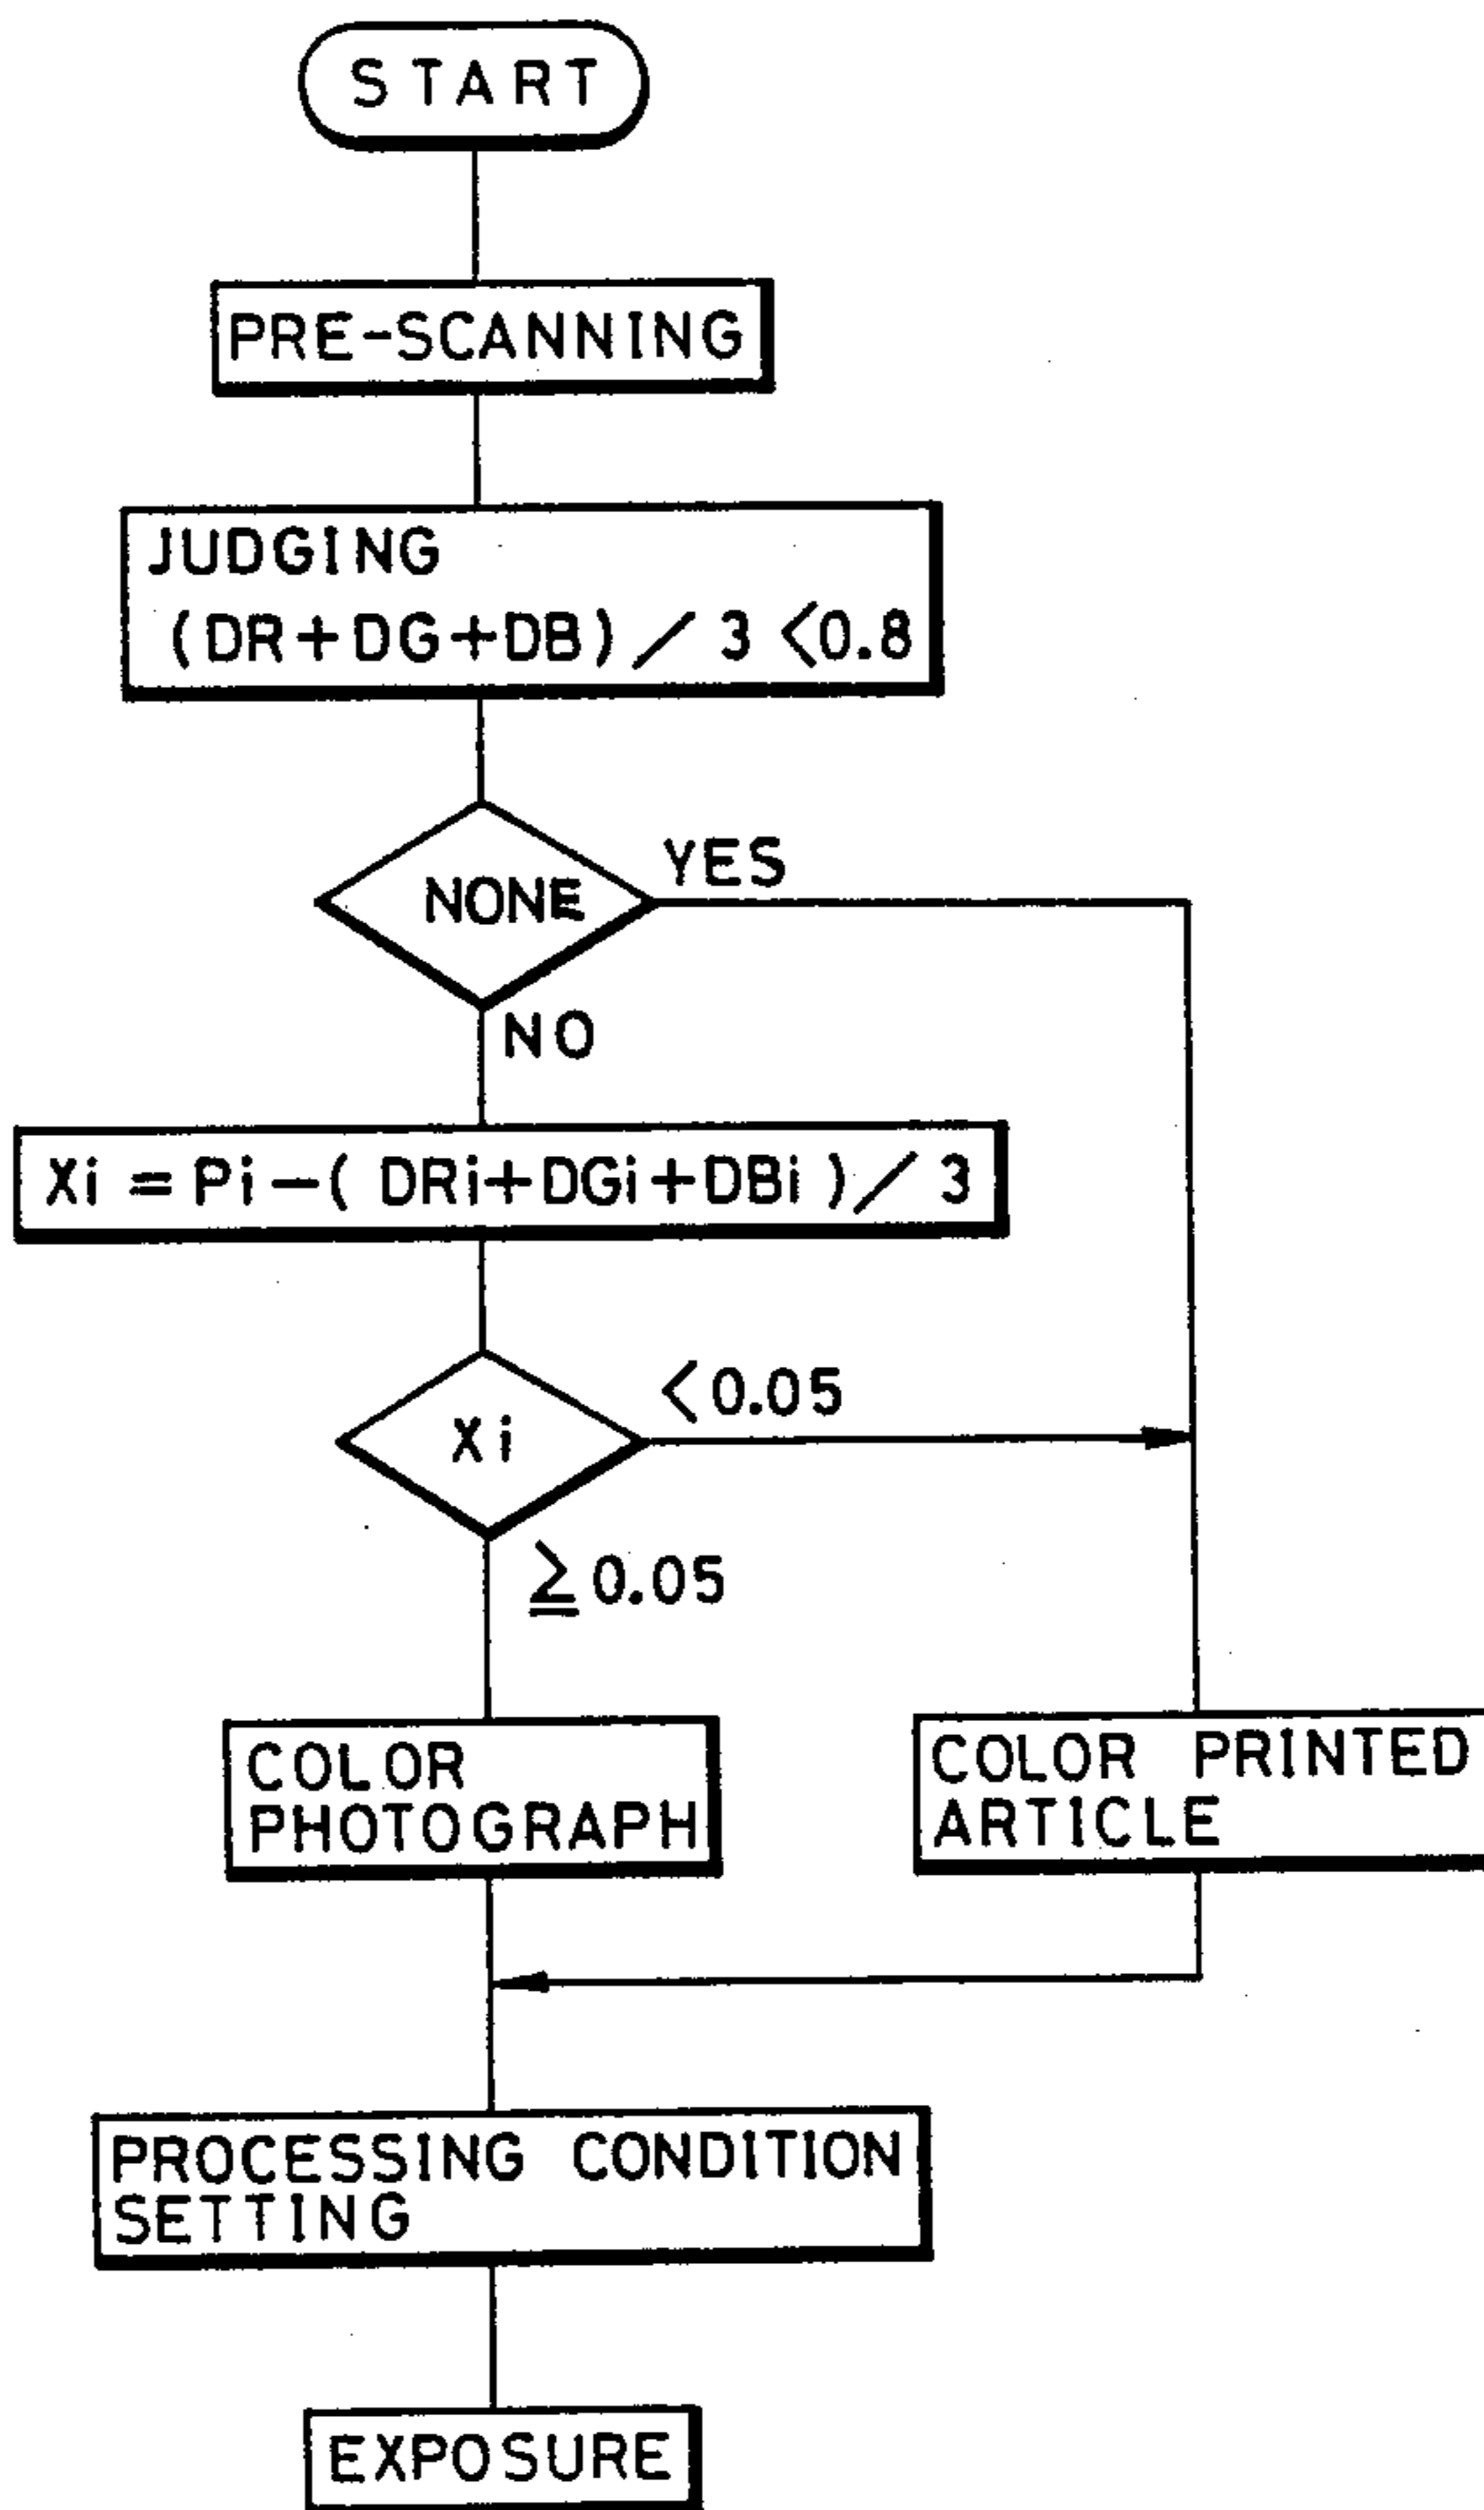 START
PRE-SCANNING
JUDGING
(DR+DG+DB)/3<0.8
NONE
YES
NO
Xi=Pi-(DRi+DGi+DBi)/3
Xi
<0.05
≥0.05
COLOR
PHOTOGRAPH
COLOR PRINTED
ARTICLE
PROCESSING CONDITION
SETTING
EXPOSURE